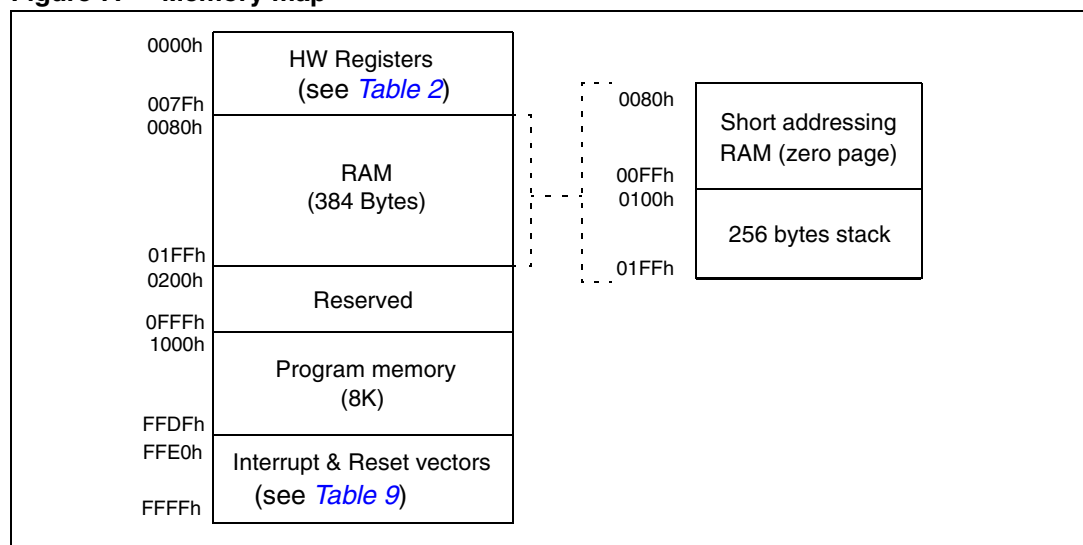 0000h
HW Registers
(see Table 2)
007Fh
0080h
RAM
(384 Bytes)
01FFh
0200h
Reserved
0FFFh
1000h
Program memory
(8K)
FFDFh
FFE0h
Interrupt & Reset vectors
(see Table 9)
FFFFh
0080h
Short addressing
RAM (zero page)
00FFh
0100h
256 bytes stack
01FFh